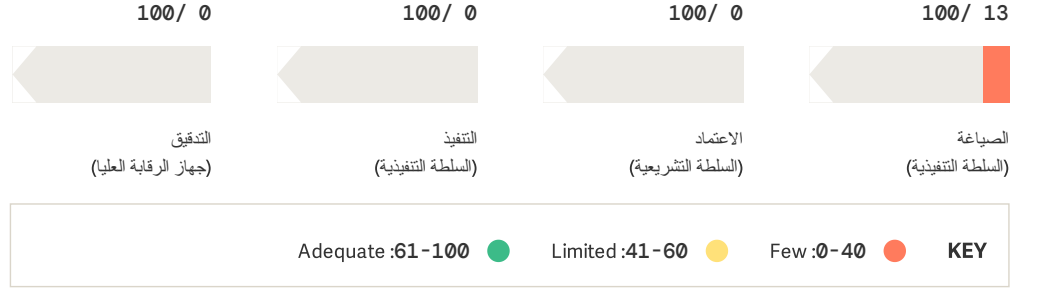 13 /100
0 /100
0 /100
0 /100
الصياغة
(السلطة التنفيذية)
الاعتماد
(السلطة التشريعية)
التنفيذ
(السلطة التنفيذية)
التدقيق
(جهاز الرقابة العليا)
KEY
Few :0-40
Limited :41-60
Adequate :61-100